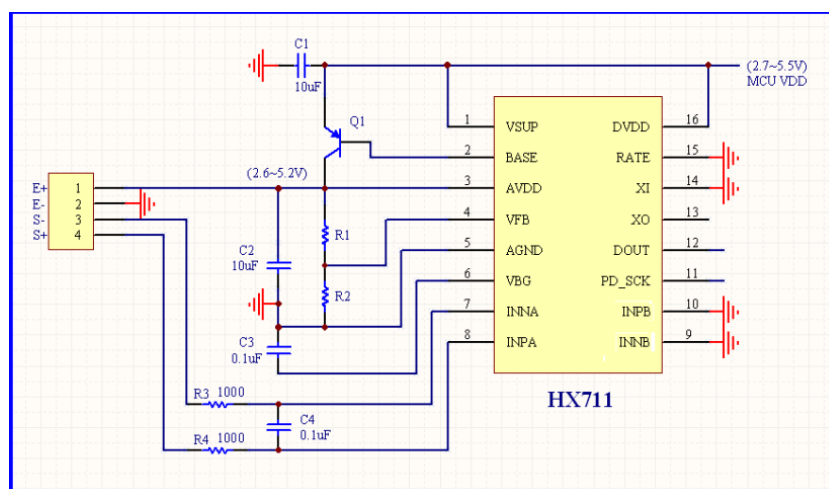 C1
10uF
(2.7~5.5V)
MCU VDD
Q1
1 VSUP DVDD 16
2 BASE RATE 15
(2.6~5.2V)
3 AVDD XI 14
4 VFB XO 13
5 AGND DOUT 12
6 VBG PD_SCK 11
7 INNA INPB 10
8 INPA INNB 9
HX711
E+ 1
E- 2
S- 3
S+ 4
R1
C2
10uF
R2
C3
0.1uF
R3 1000
C4
0.1uF
R4 1000